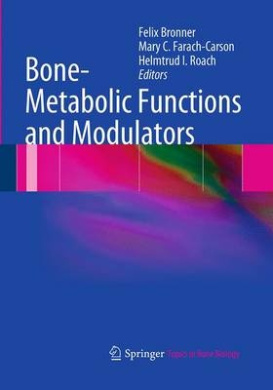 Felix Bronner
Mary C. Farach-Carson
Helmtrud I. Roach
Editors
Bone-
Metabolic Functions
and Modulators
Springer Topics in Bone Biology